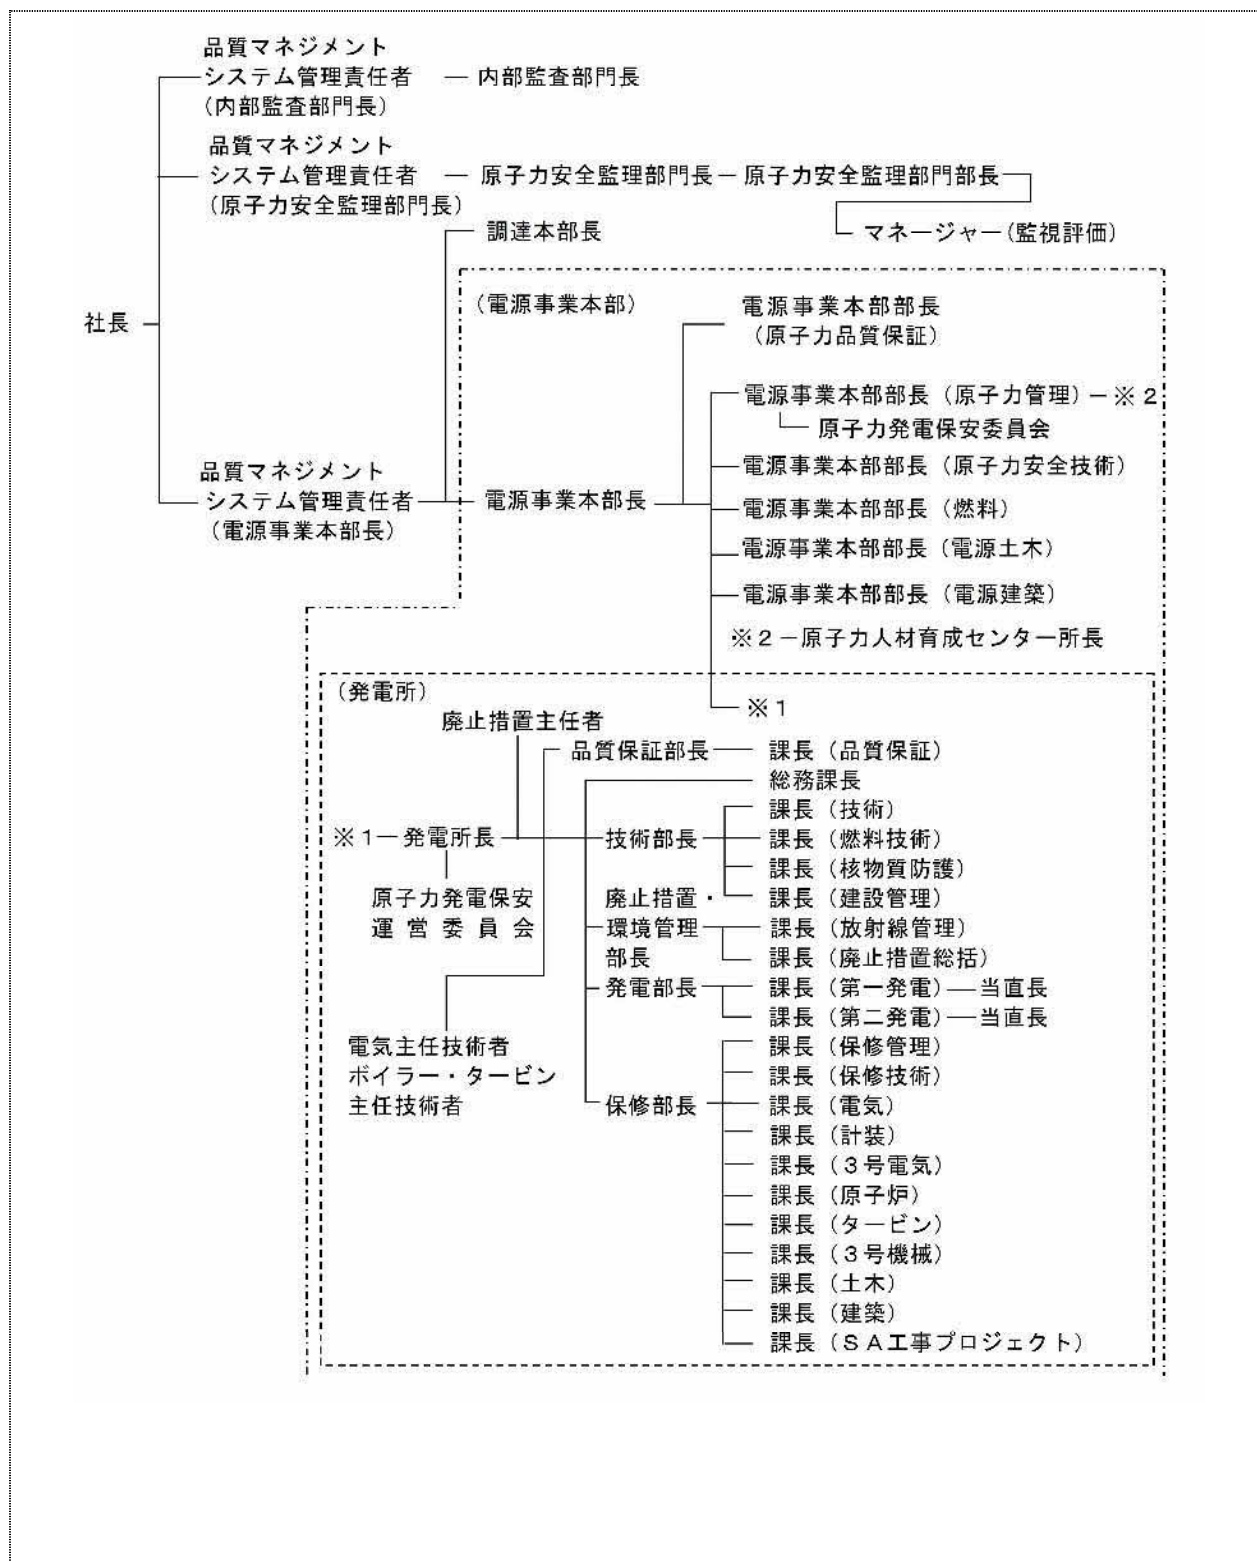 品質マネジメント
システム管理責任者 ― 内部監査部門長
(内部監査部門長)
品質マネジメント
システム管理責任者 ― 原子力安全監理部門長 ― 原子力安全監理部門部長
(原子力安全監理部門長)
マネージャー(監視評価)
調達本部長
(電源事業本部)
社長
電源事業本部部長
(原子力品質保証)
電源事業本部部長(原子力管理)―※2
原子力発電保安委員会
電源事業本部部長(原子力安全技術)
品質マネジメント
システム管理責任者
(電源事業本部長)
電源事業本部長
電源事業本部部長(燃料)
電源事業本部部長(電源土木)
電源事業本部部長(電源建築)
※2―原子力人材育成センター所長
※1
(発電所)
廃止措置主任者
品質保証部長 課長(品質保証)
総務課長
課長(技術)
※1―発電所長 技術部長 課長(燃料技術)
課長(核物質防護)
課長(建設管理)
原子力発電保安
運営委員会
廃止措置・
環境管理
部長
課長(放射線管理)
課長(廃止措置総括)
発電部長 課長(第一発電)―当直長
課長(第二発電)―当直長
電気主任技術者
ボイラー・タービン
主任技術者
課長(保修管理)
課長(保修技術)
保修部長 課長(電気)
課長(計装)
課長(3号電気)
課長(原子炉)
課長(タービン)
課長(3号機械)
課長(土木)
課長(建築)
課長(SA工事プロジェクト)